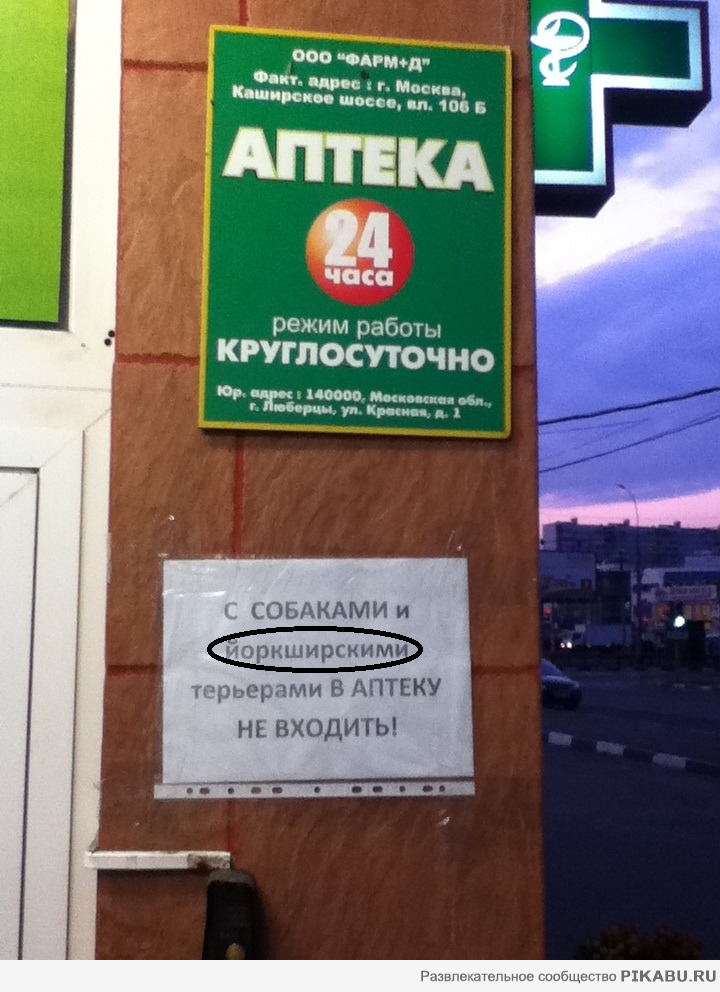 ООО "ФАРМ+Д"
Факт. адрес : г. Москва,
Каширское шоссе, вл. 106 Б
АПТЕКА
24
часа
режим работы
КРУГЛОСУТОЧНО
Юр. адрес : 140000, Московская обл.,
г. Люберцы, ул. Красная, д. 1
С СОБАКАМИ и
йоркширскими
терьерами В АПТЕКУ
НЕ ВХОДИТЬ!
Развлекательное сообщество PIKABU.RU